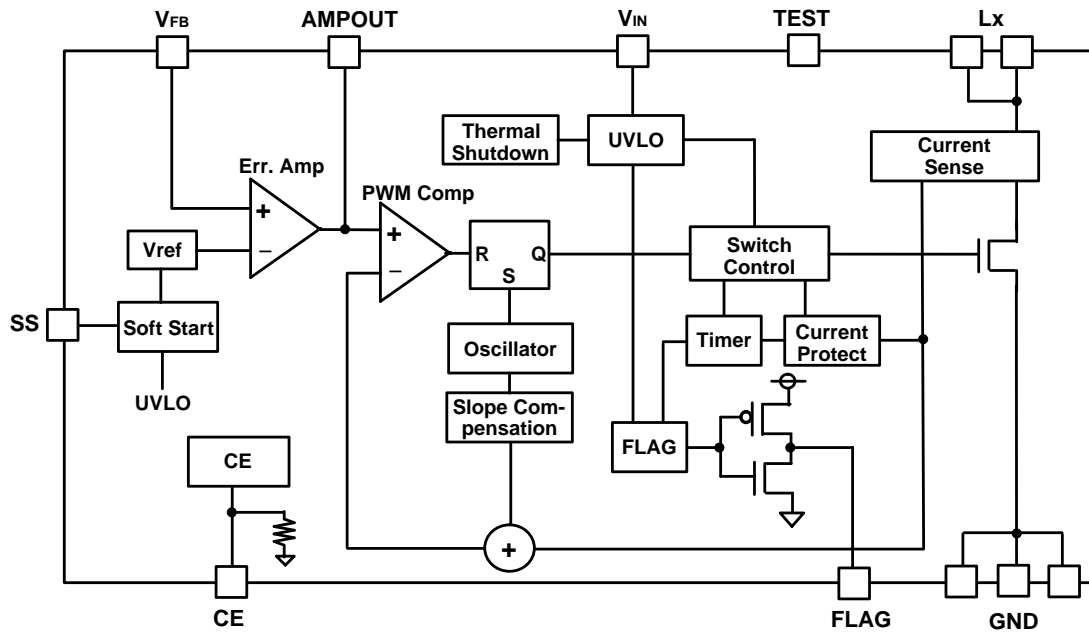 VFB
AMPOUT
VIN
TEST
Lx
Thermal
Shutdown
UVLO
Current
Sense
Err. Amp
PWM Comp
+
−
+
−
Vref
R
Q
S
Switch
Control
SS
Soft Start
Oscillator
Timer
Current
Protect
UVLO
Slope Com-
pensation
FLAG
CE
+
CE
FLAG
GND